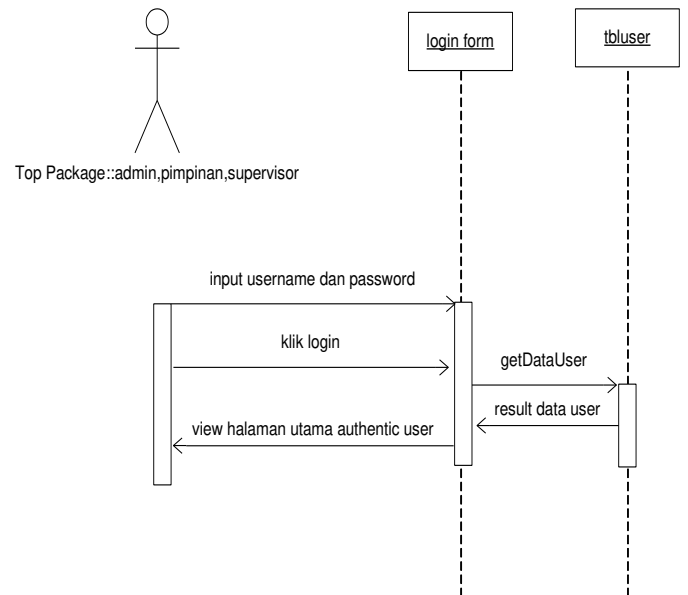 login form
tbluser
Top Package::admin,pimpinan,supervisor
input username dan password
klik login
getDataUser
result data user
view halaman utama authentic user